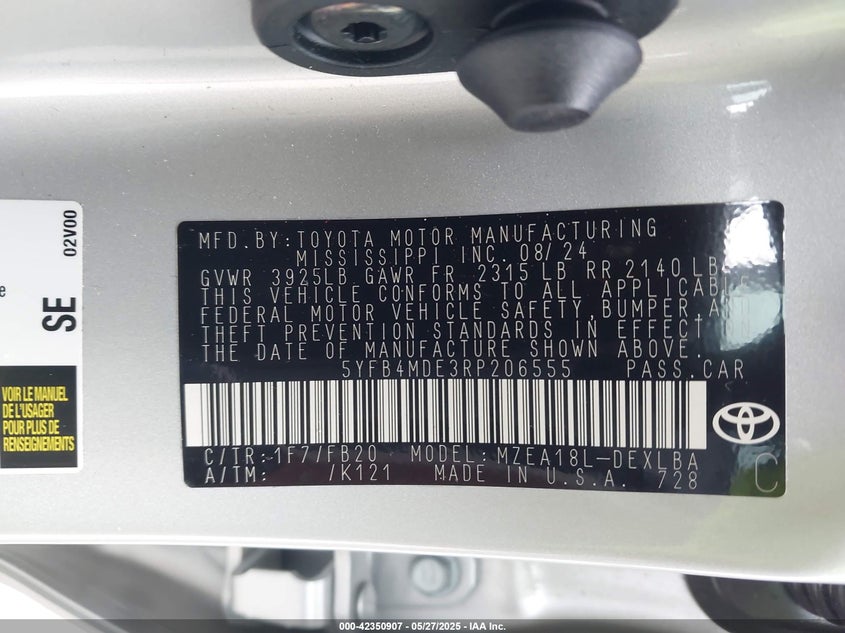 MFD.BY:TOYOTA MOTOR MANUFACTURING
MISSISSIPPI INC. 08/24
GVWR 3925LB GAWR FR 2315 LB RR 2140 LB
THIS VEHICLE CONFORMS TO ALL APPLICABLE
FEDERAL MOTOR VEHICLE SAFETY,BUMPER,AND
THEFT PREVENTION STANDARDS IN EFFECT ON
THE DATE OF MANUFACTURE SHOWN ABOVE.
5YFB4MDE3RP206555 PASS.CAR
C/TR:1F7/FB20 MODEL:MZEA18L-DEXLBA
A/TM: /K121 MADE IN U.S.A. 728
C
02V00
SE
e
VOIR LE MANUEL
DE L'USAGER
POUR PLUS DE
RENSEIGNEMENTS
000-42350907 - 05/27/2025 - IAA Inc.